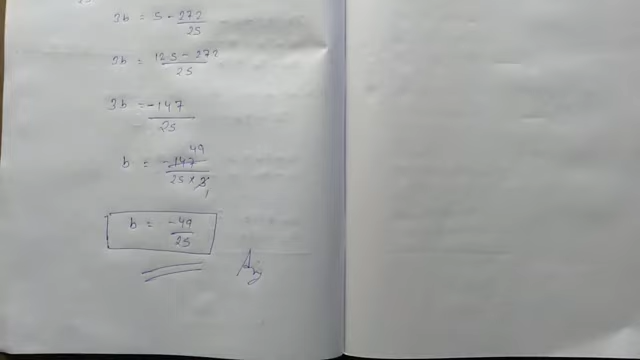 3b = 5 - 272/25
3b = 125 - 272/25
3b = -147/25
b = -147 49/25 × 3 1
b = -49/25
Ans